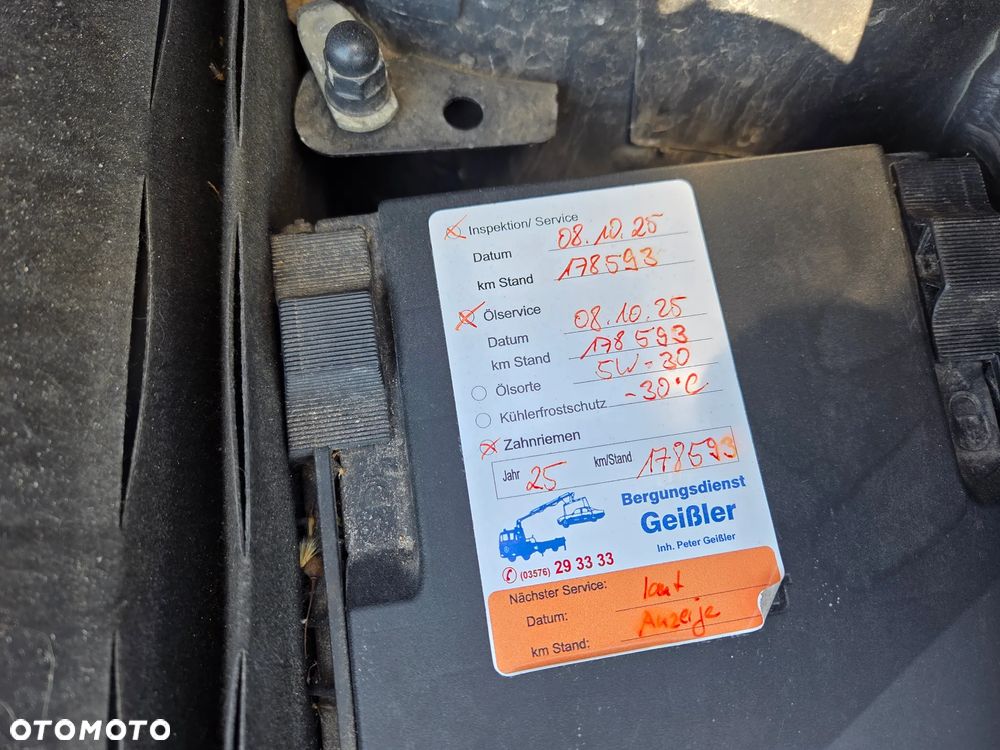 Inspektion/ Service
Datum 08.10.25
km Stand 178593
Ölservice
Datum 08.10.25
km Stand 178593
Ölsorte 5W-30
Kühlerfrostschutz -30°C
Zahnriemen
Jahr 25 km/Stand 178593
Bergungsdienst
Geißler
Inh. Peter Geißler
(03576) 29 33 33
Nächster Service: laut
Datum: Anzeige
km Stand:
OTOMOTO